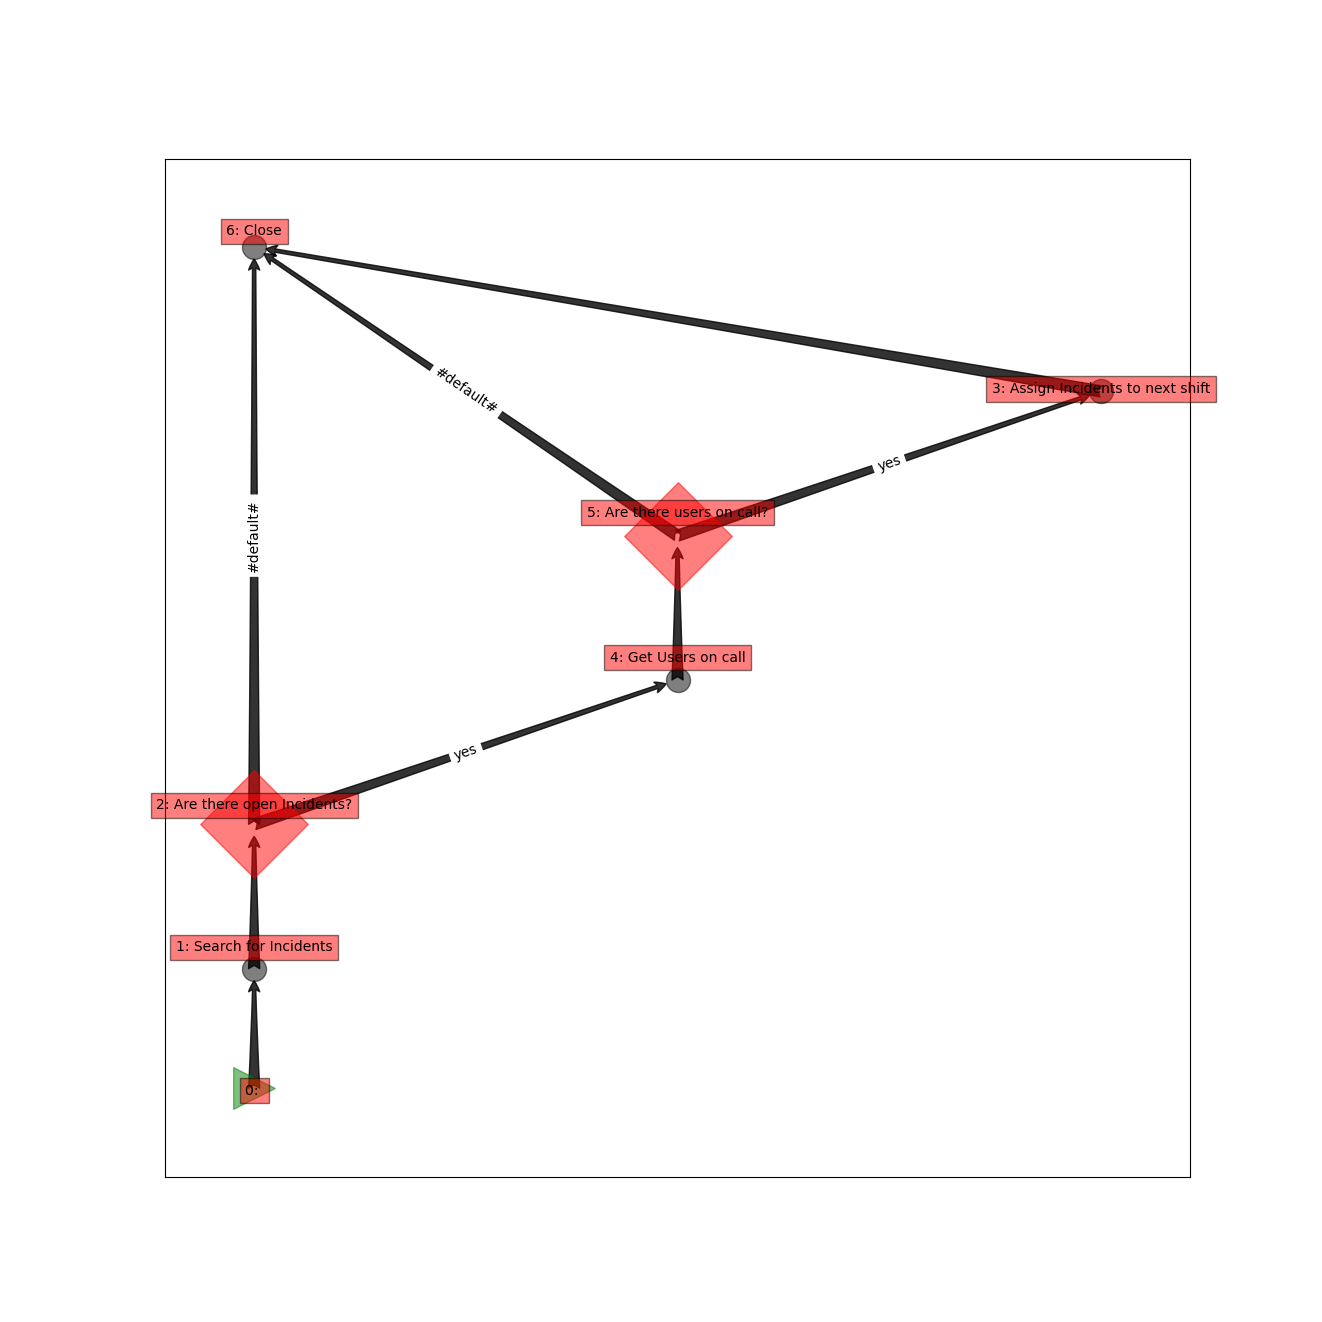 6: Close
#default#
3: Assign Incidents to next shift
yes
5: Are there users on call?
#default#
4: Get Users on call
yes
2: Are there open Incidents?
1: Search for Incidents
0: